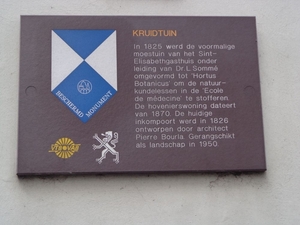 KRUIDTUIN
In 1825 werd de voormalige
moestuin van het Sint-
Elisabethgasthuis onder
leiding van Dr. L. Sommé
omgevormd tot 'Hortus
Botanicus' om de natuur-
kundelessen in de 'Ecole
de médecine' te stofferen.
De hovenierswoning dateert
van 1870. De huidige
inkompoort werd in 1826
ontworpen door architect
Pierre Bourla. Gerangschikt
als landschap in 1950
BESCHERMD MONUMENT